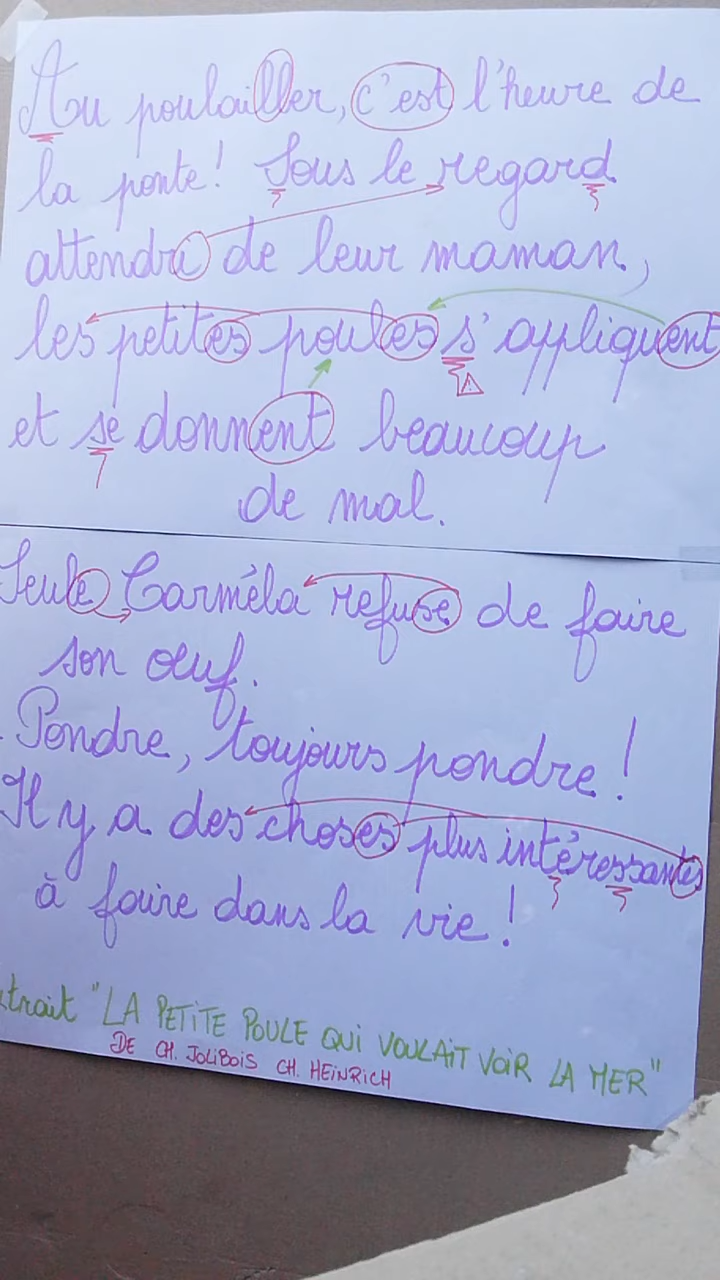 Au poulailler, c'est l'heure de
la ponte! Sous le regard
attendri de leur maman,
les petites poules s'appliquent
et se donnent beaucoup
de mal.
Seule Carméla refuse de faire
son œuf.
Pondre, toujours pondre!
Il y a des choses plus intéressantes
à faire dans la vie!
xtrait "LA PETITE POULE QUI VOULAIT VOIR LA MER"
DE CH. JOLIBOIS CH. HEINRICH